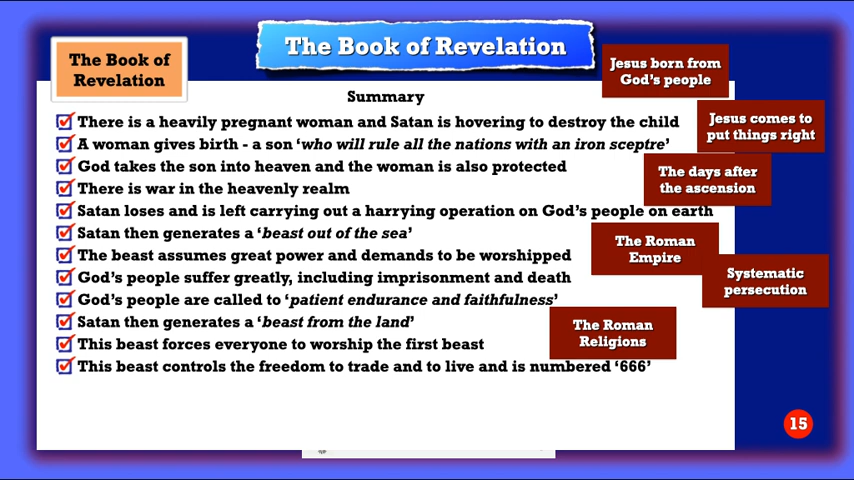 The Book of
Revelation
The Book of Revelation
Summary
There is a heavily pregnant woman and Satan is hovering to destroy the child
A woman gives birth - a son ‘who will rule all the nations with an iron sceptre’
God takes the son into heaven and the woman is also protected
There is war in the heavenly realm
Satan loses and is left carrying out a harrying operation on God’s people on earth
Satan then generates a ‘beast out of the sea’
The beast assumes great power and demands to be worshipped
God’s people suffer greatly, including imprisonment and death
God’s people are called to ‘patient endurance and faithfulness’
Satan then generates a ‘beast from the land’
This beast forces everyone to worship the first beast
This beast controls the freedom to trade and to live and is numbered ‘666’
Jesus born from
God’s people
Jesus comes to
put things right
The days after
the ascension
The Roman
Empire
Systematic
persecution
The Roman
Religions
15